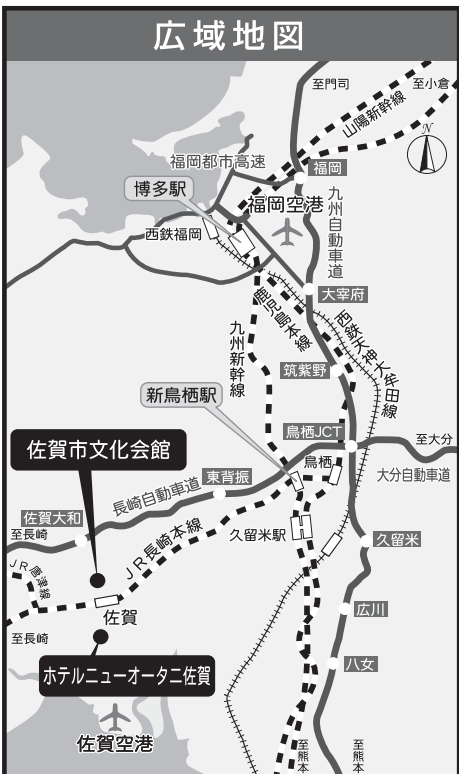 広域地図
至門司
至小倉
山陽新幹線
N
福岡都市高速
福岡
博多駅
福岡空港
九州自動車道
西鉄福岡
大宰府
鹿児島本線
西鉄天神大牟田線
九州新幹線
筑紫野
新鳥栖駅
鳥栖JCT
至大分
佐賀市文化会館
鳥栖
大分自動車道
東背振
長崎自動車道
佐賀大和
久留米駅
久留米
至長崎
JR長崎本線
JR唐津線
佐賀
広川
至長崎
八女
ホテルニューオータニ佐賀
佐賀空港
至熊本
至熊本